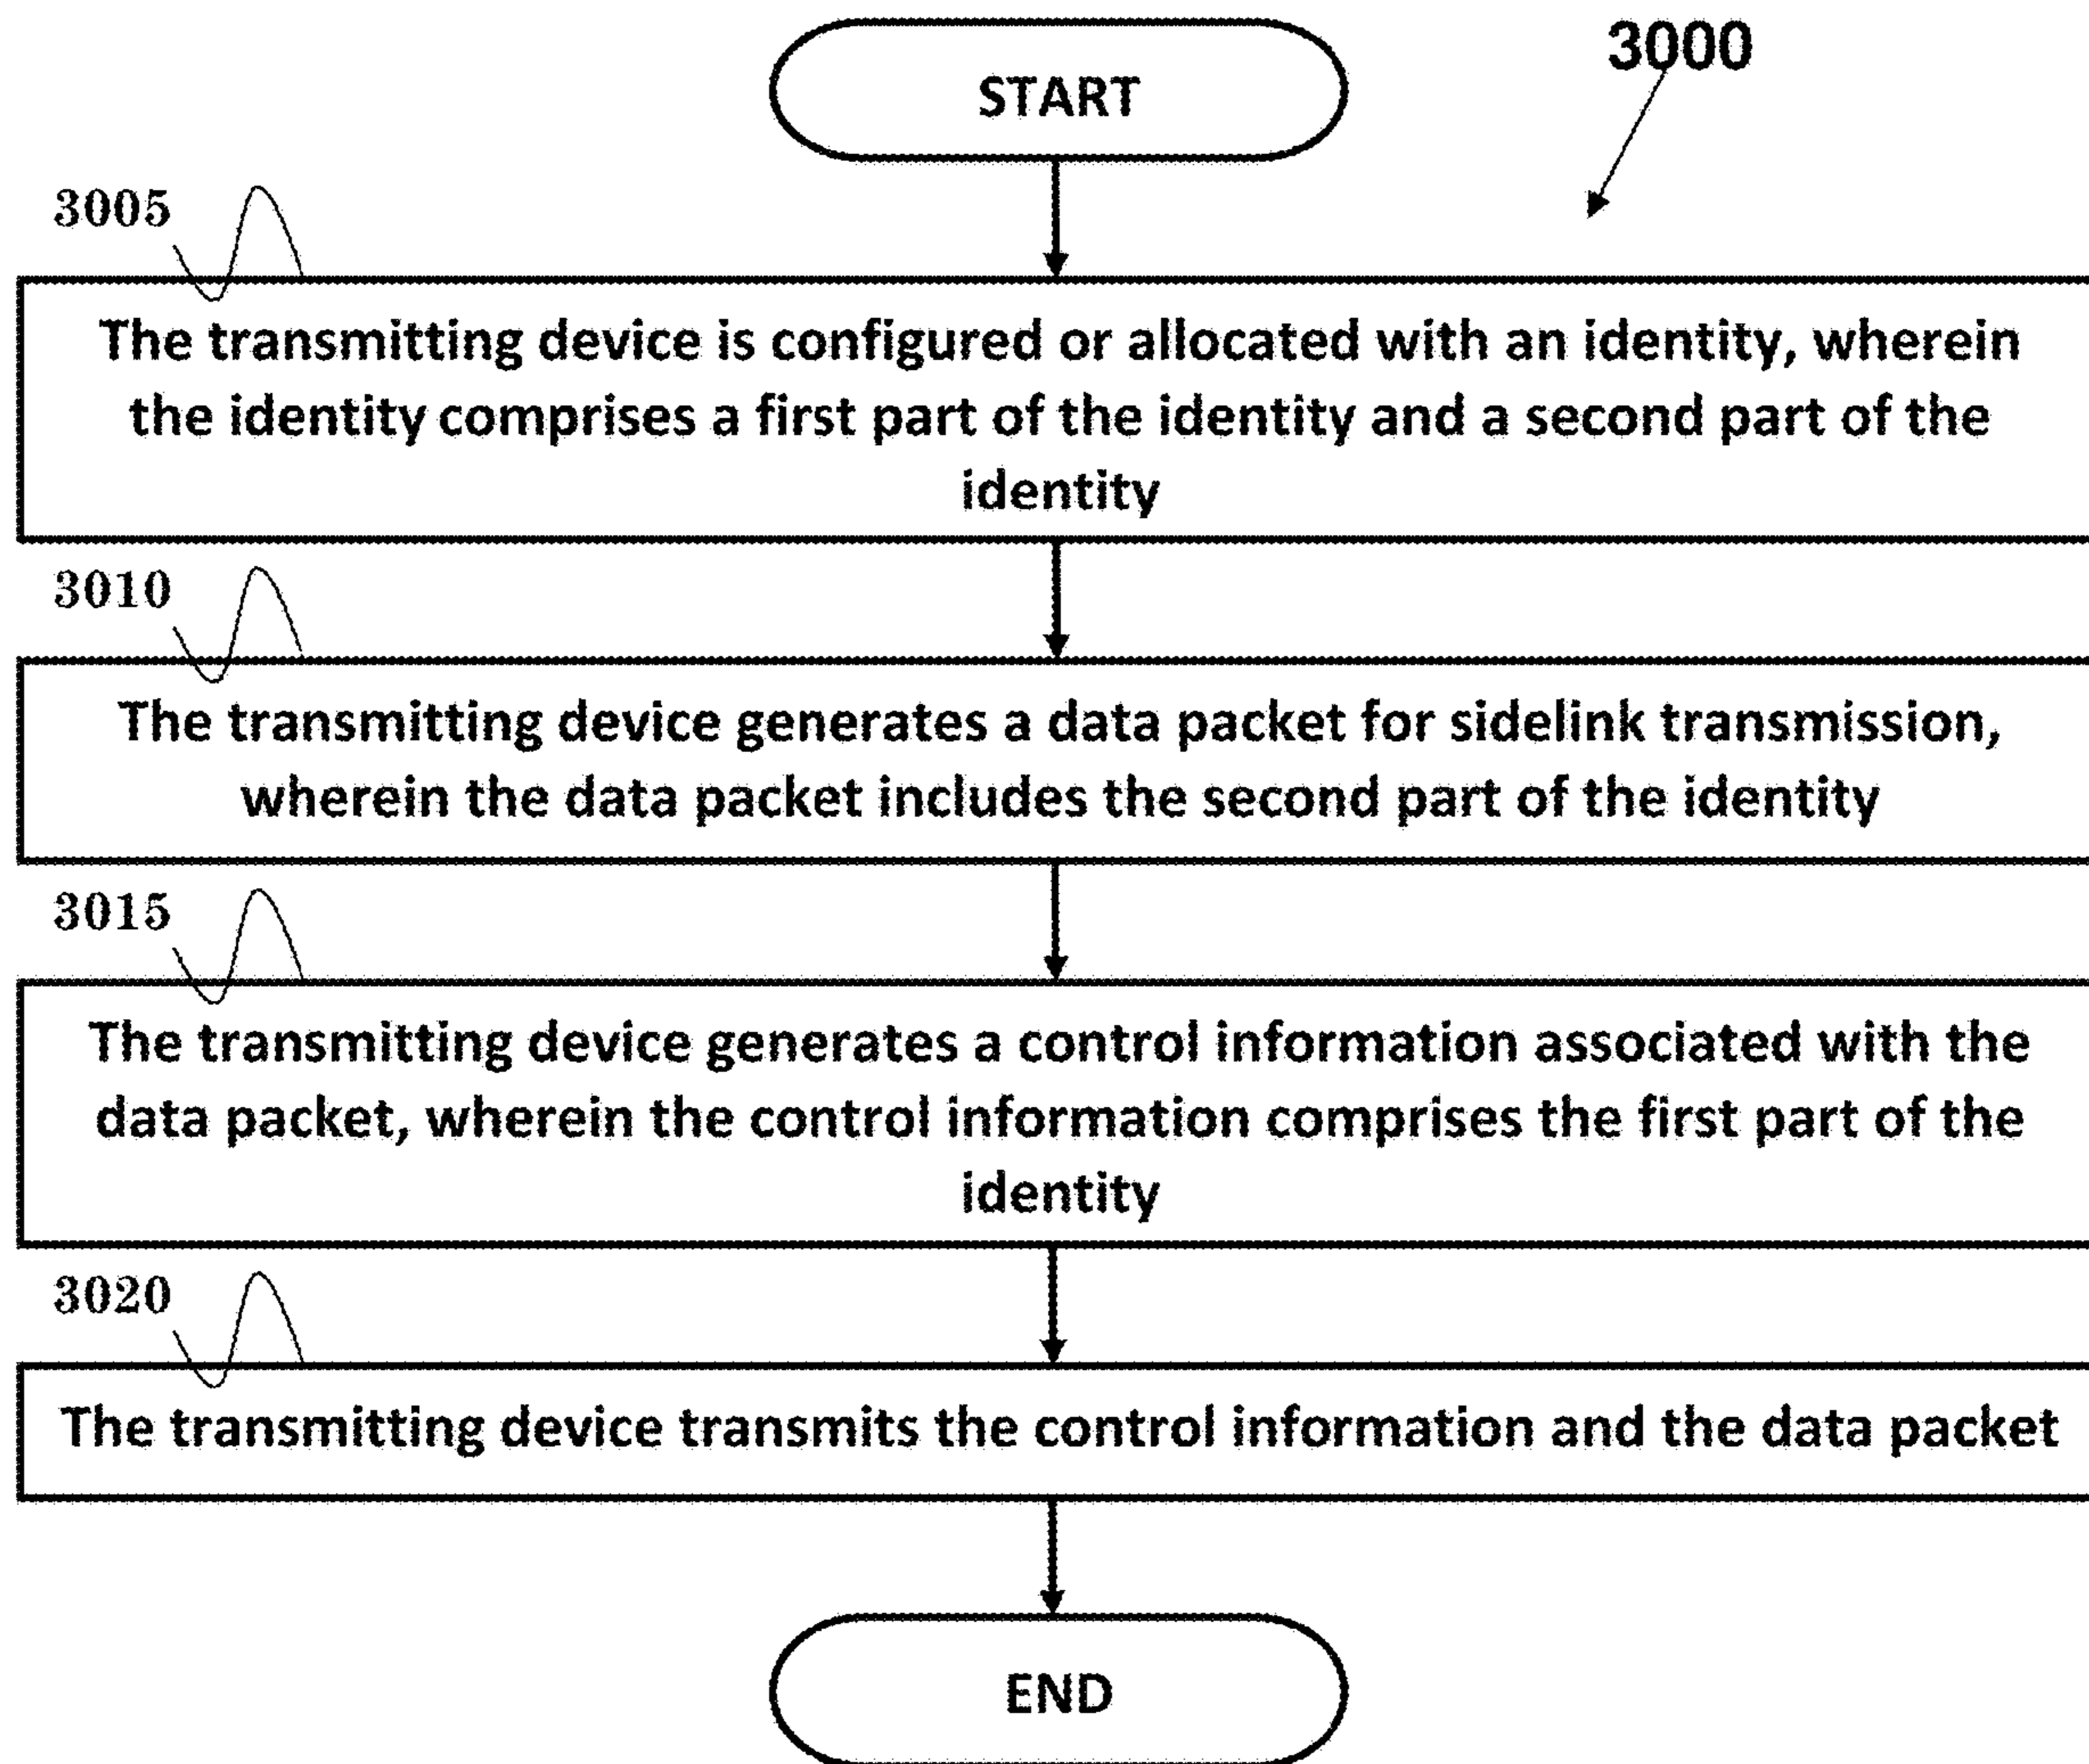 START
3000
3005
The transmitting device is configured or allocated with an identity, wherein
the identity comprises a first part of the identity and a second part of the
identity
3010
The transmitting device generates a data packet for sidelink transmission,
wherein the data packet includes the second part of the identity
3015
The transmitting device generates a control information associated with the
data packet, wherein the control information comprises the first part of the
identity
3020
The transmitting device transmits the control information and the data packet
END